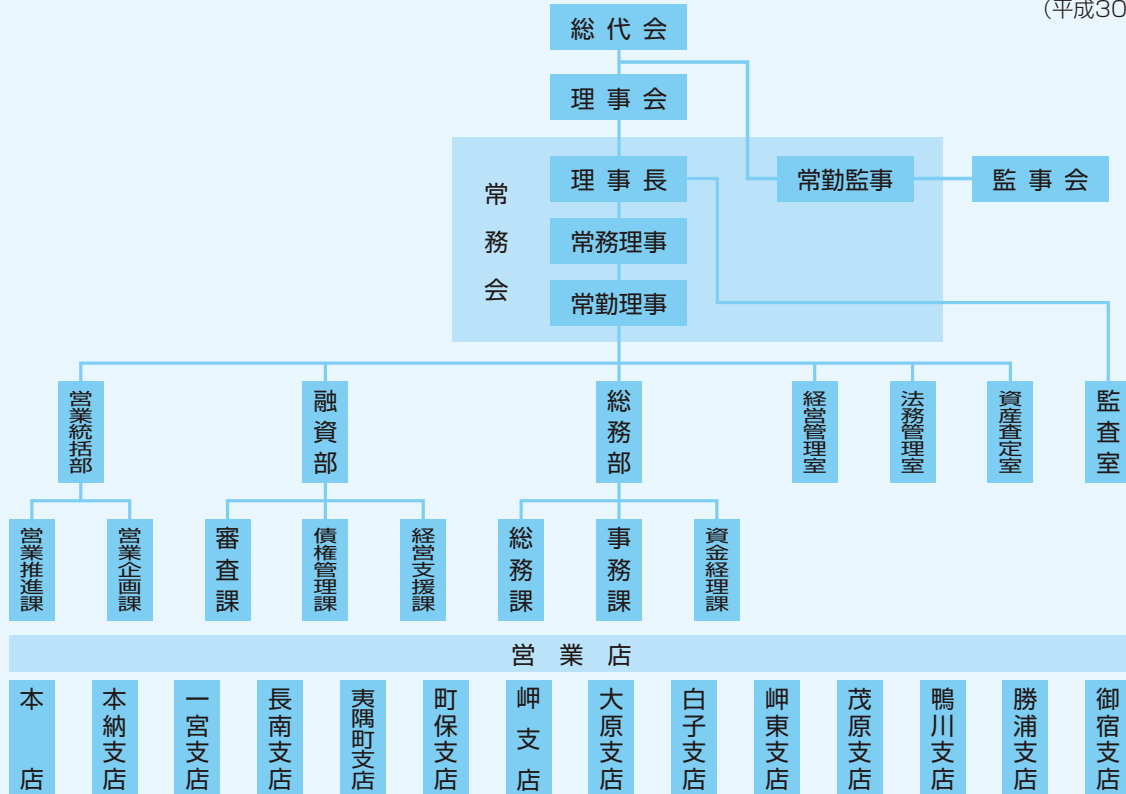 （平成30
総代会
理事会
常務会
理事長
常勤監事
監事会
常務理事
常勤理事
営業統括部
融資部
総務部
経営管理室
法務管理室
資産査定室
監査室
営業推進課
営業企画課
審査課
債権管理課
経営支援課
総務課
事務課
資金経理課
営業店
本店
本納支店
一宮支店
長南支店
夷隅町支店
町保支店
岬支店
大原支店
白子支店
岬東支店
茂原支店
鴨川支店
勝浦支店
御宿支店